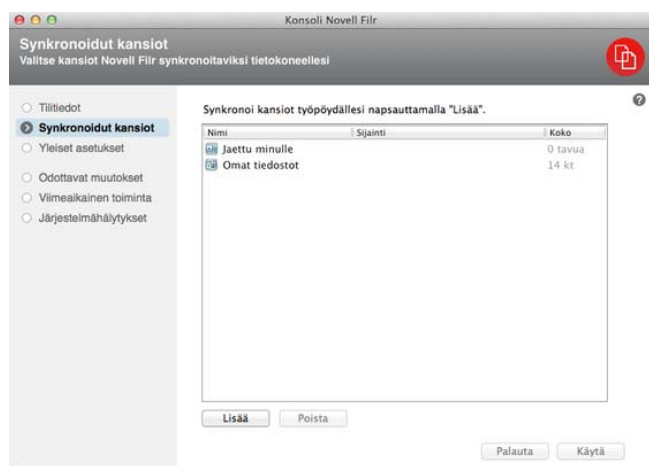 Konsoli Novell Filr
Synkronoidut kansiot
Valitse kansiot Novell Filr synkronoitaviksi tietokoneellesi
Tilitiedot
Synkronoidut kansiot
Yleiset asetukset
Odottavat muutokset
Viimeaikainen toiminta
Järjestelmähälytykset
Synkronoi kansiot työpöydällesi napsauttamalla "Lisää".
Nimi Sijainti Koko
Jaettu minulle 0 tavua
Omat tiedostot 14 kt
Lisää Poista
Palauta Käytä